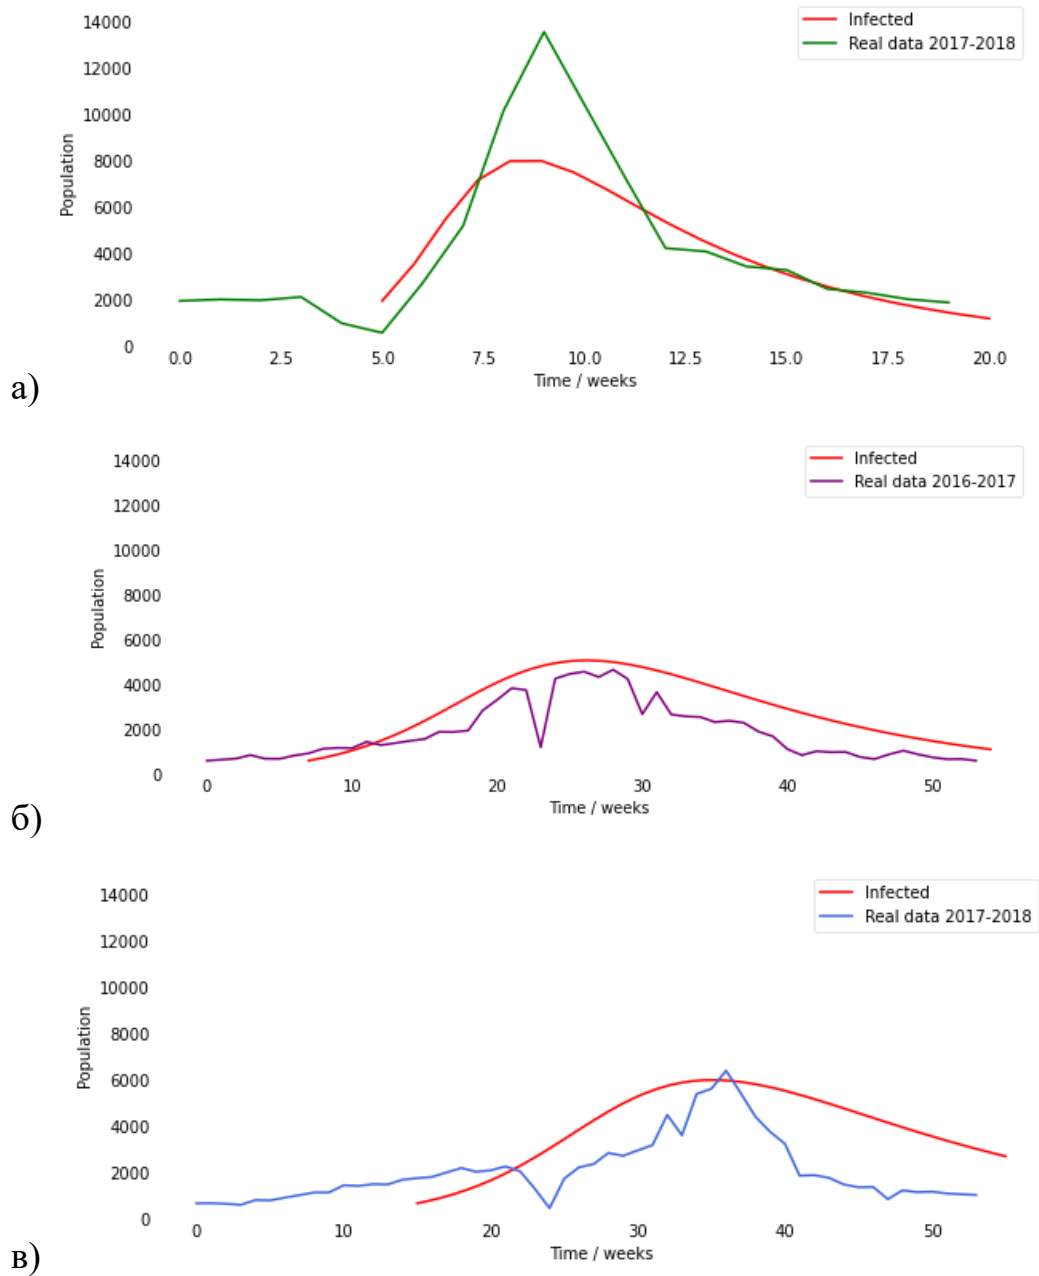 14000
12000
10000
8000
6000
4000
2000
0
Population
Infected
Real data 2017-2018
0.0 2.5 5.0 7.5 10.0 12.5 15.0 17.5 20.0
Time / weeks
а)
14000
12000
10000
8000
6000
4000
2000
0
Population
Infected
Real data 2016-2017
0 10 20 30 40 50
Time / weeks
б)
14000
12000
10000
8000
6000
4000
2000
0
Population
Infected
Real data 2017-2018
0 10 20 30 40 50
Time / weeks
в)